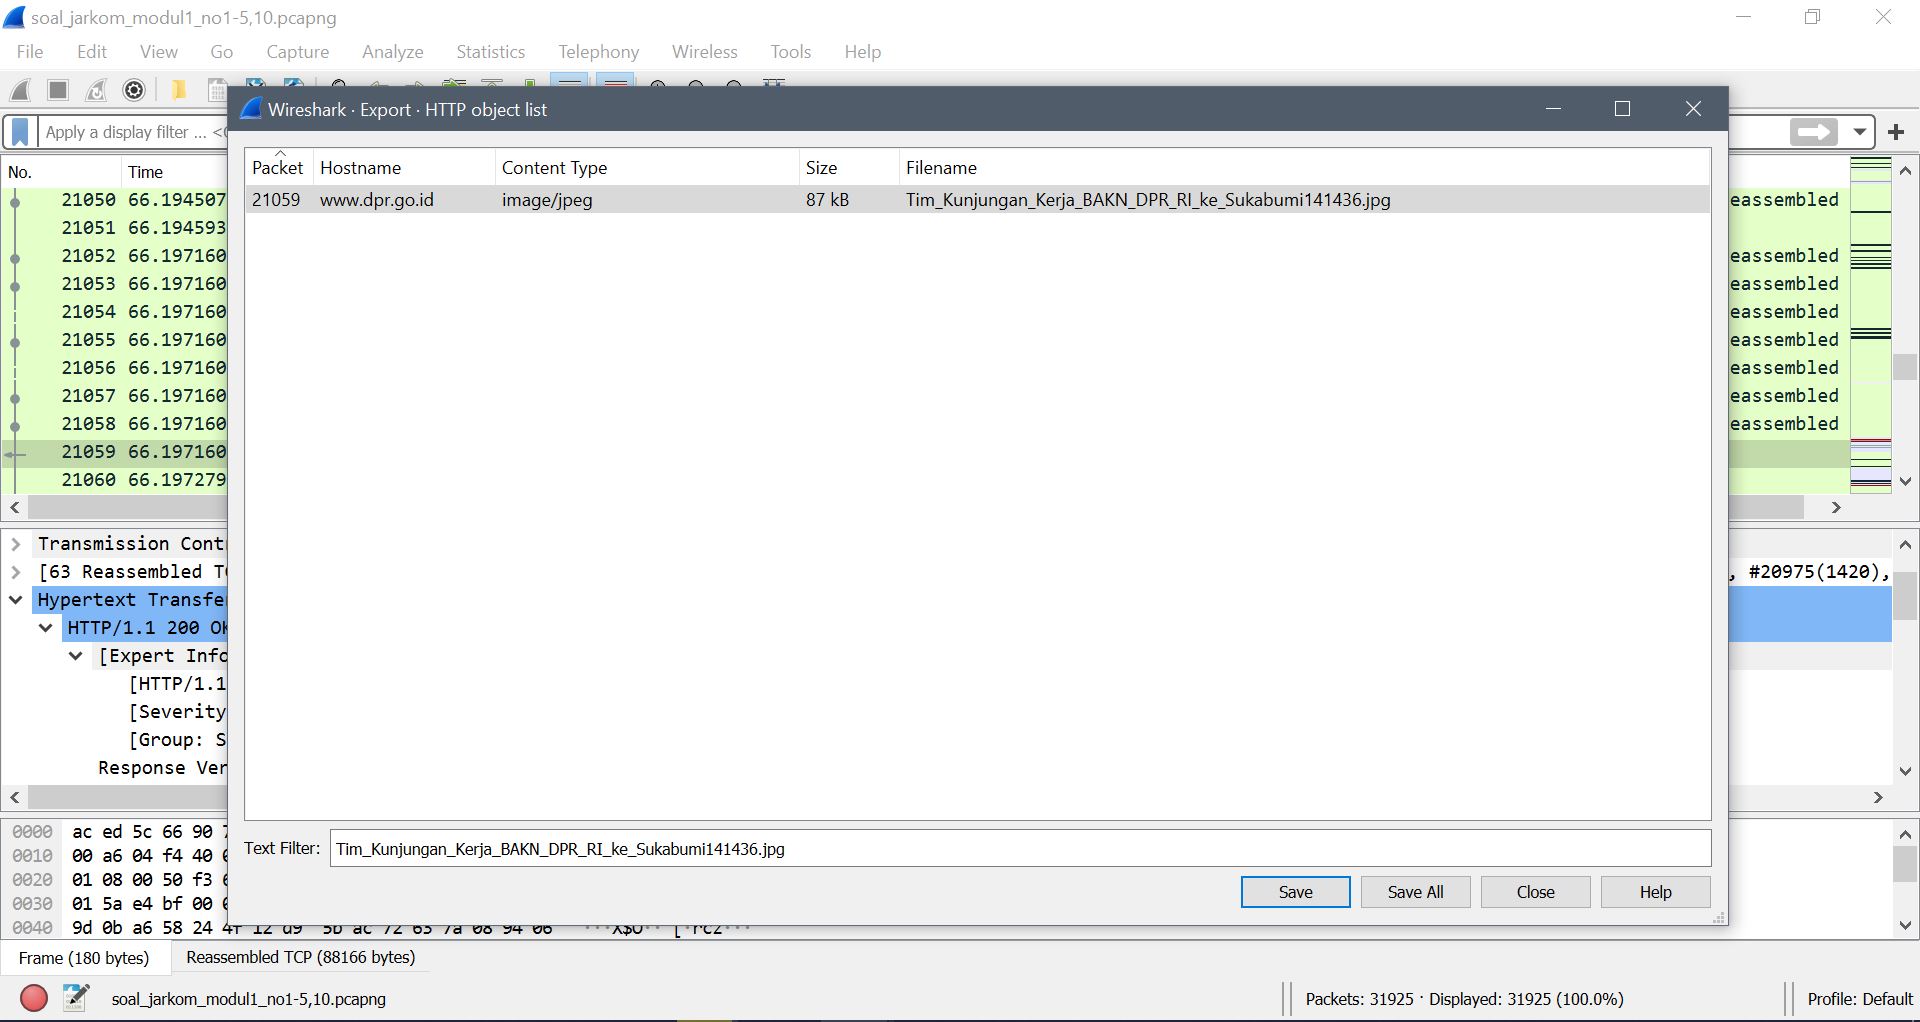 soal_jarkom_modul1_no1-5,10.pcapng
File Edit View Go Capture Analyze Statistics Telephony Wireless Tools Help
Wireshark · Export · HTTP object list
Apply a display filter ... <
No. Time
Packet Hostname Content Type Size Filename
21059 www.dpr.go.id image/jpeg 87 kB Tim_Kunjungan_Kerja_BAKN_DPR_RI_ke_Sukabumi141436.jpg
21050 66.194507 eassembled
21051 66.194593
21052 66.197160 eassembled
21053 66.197160 eassembled
21054 66.197160 eassembled
21055 66.197160 eassembled
21056 66.197160 eassembled
21057 66.197160 eassembled
21058 66.197160 eassembled
21059 66.197160
21060 66.197279
Transmission Cont
[63 Reassembled T , #20975(1420),
Hypertext Transfe
HTTP/1.1 200 OK
[Expert Info
[HTTP/1.1
[Severity
[Group: S
Response Ver
Text Filter: Tim_Kunjungan_Kerja_BAKN_DPR_RI_ke_Sukabumi141436.jpg
Save Save All Close Help
0000 ac ed 5c 66 90
0010 00 a6 04 f4 40
0020 01 08 00 50 f3
0030 01 5a e4 bf 00
0040 9d 0b a6 58 24 4f 12 d9 5b ac 72 63 7a 08 94 06 ···X$O·· [·rcz···
Frame (180 bytes) Reassembled TCP (88166 bytes)
soal_jarkom_modul1_no1-5,10.pcapng Packets: 31925 · Displayed: 31925 (100.0%) Profile: Default